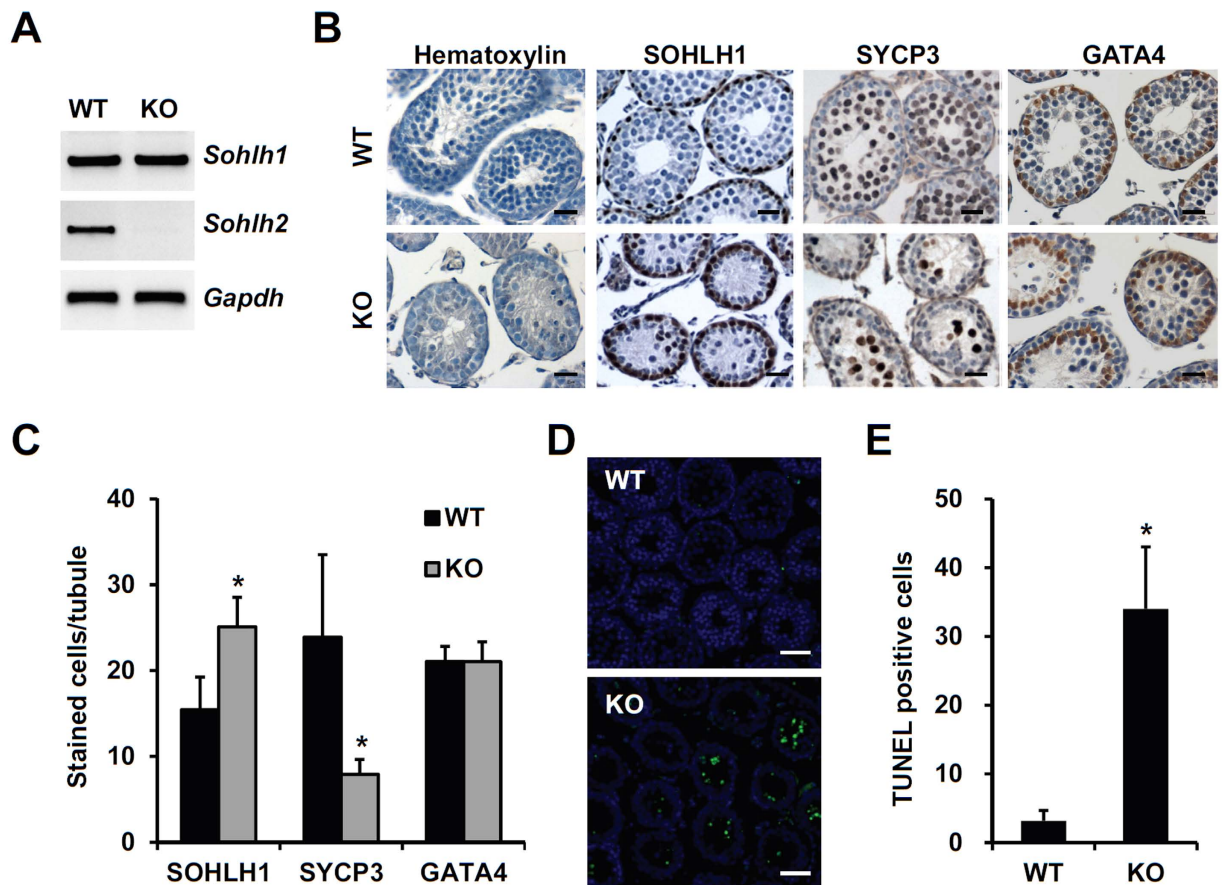 A
WT KO
Sohlh1
Sohlh2
Gapdh
B
Hematoxylin SOHLH1 SYCP3 GATA4
WT
KO
C
Stained cells/tubule
40
30
20
10
0
WT
KO
*
*
SOHLH1 SYCP3 GATA4
D
WT
KO
E
TUNEL positive cells
50
40
30
20
10
0
*
WT KO